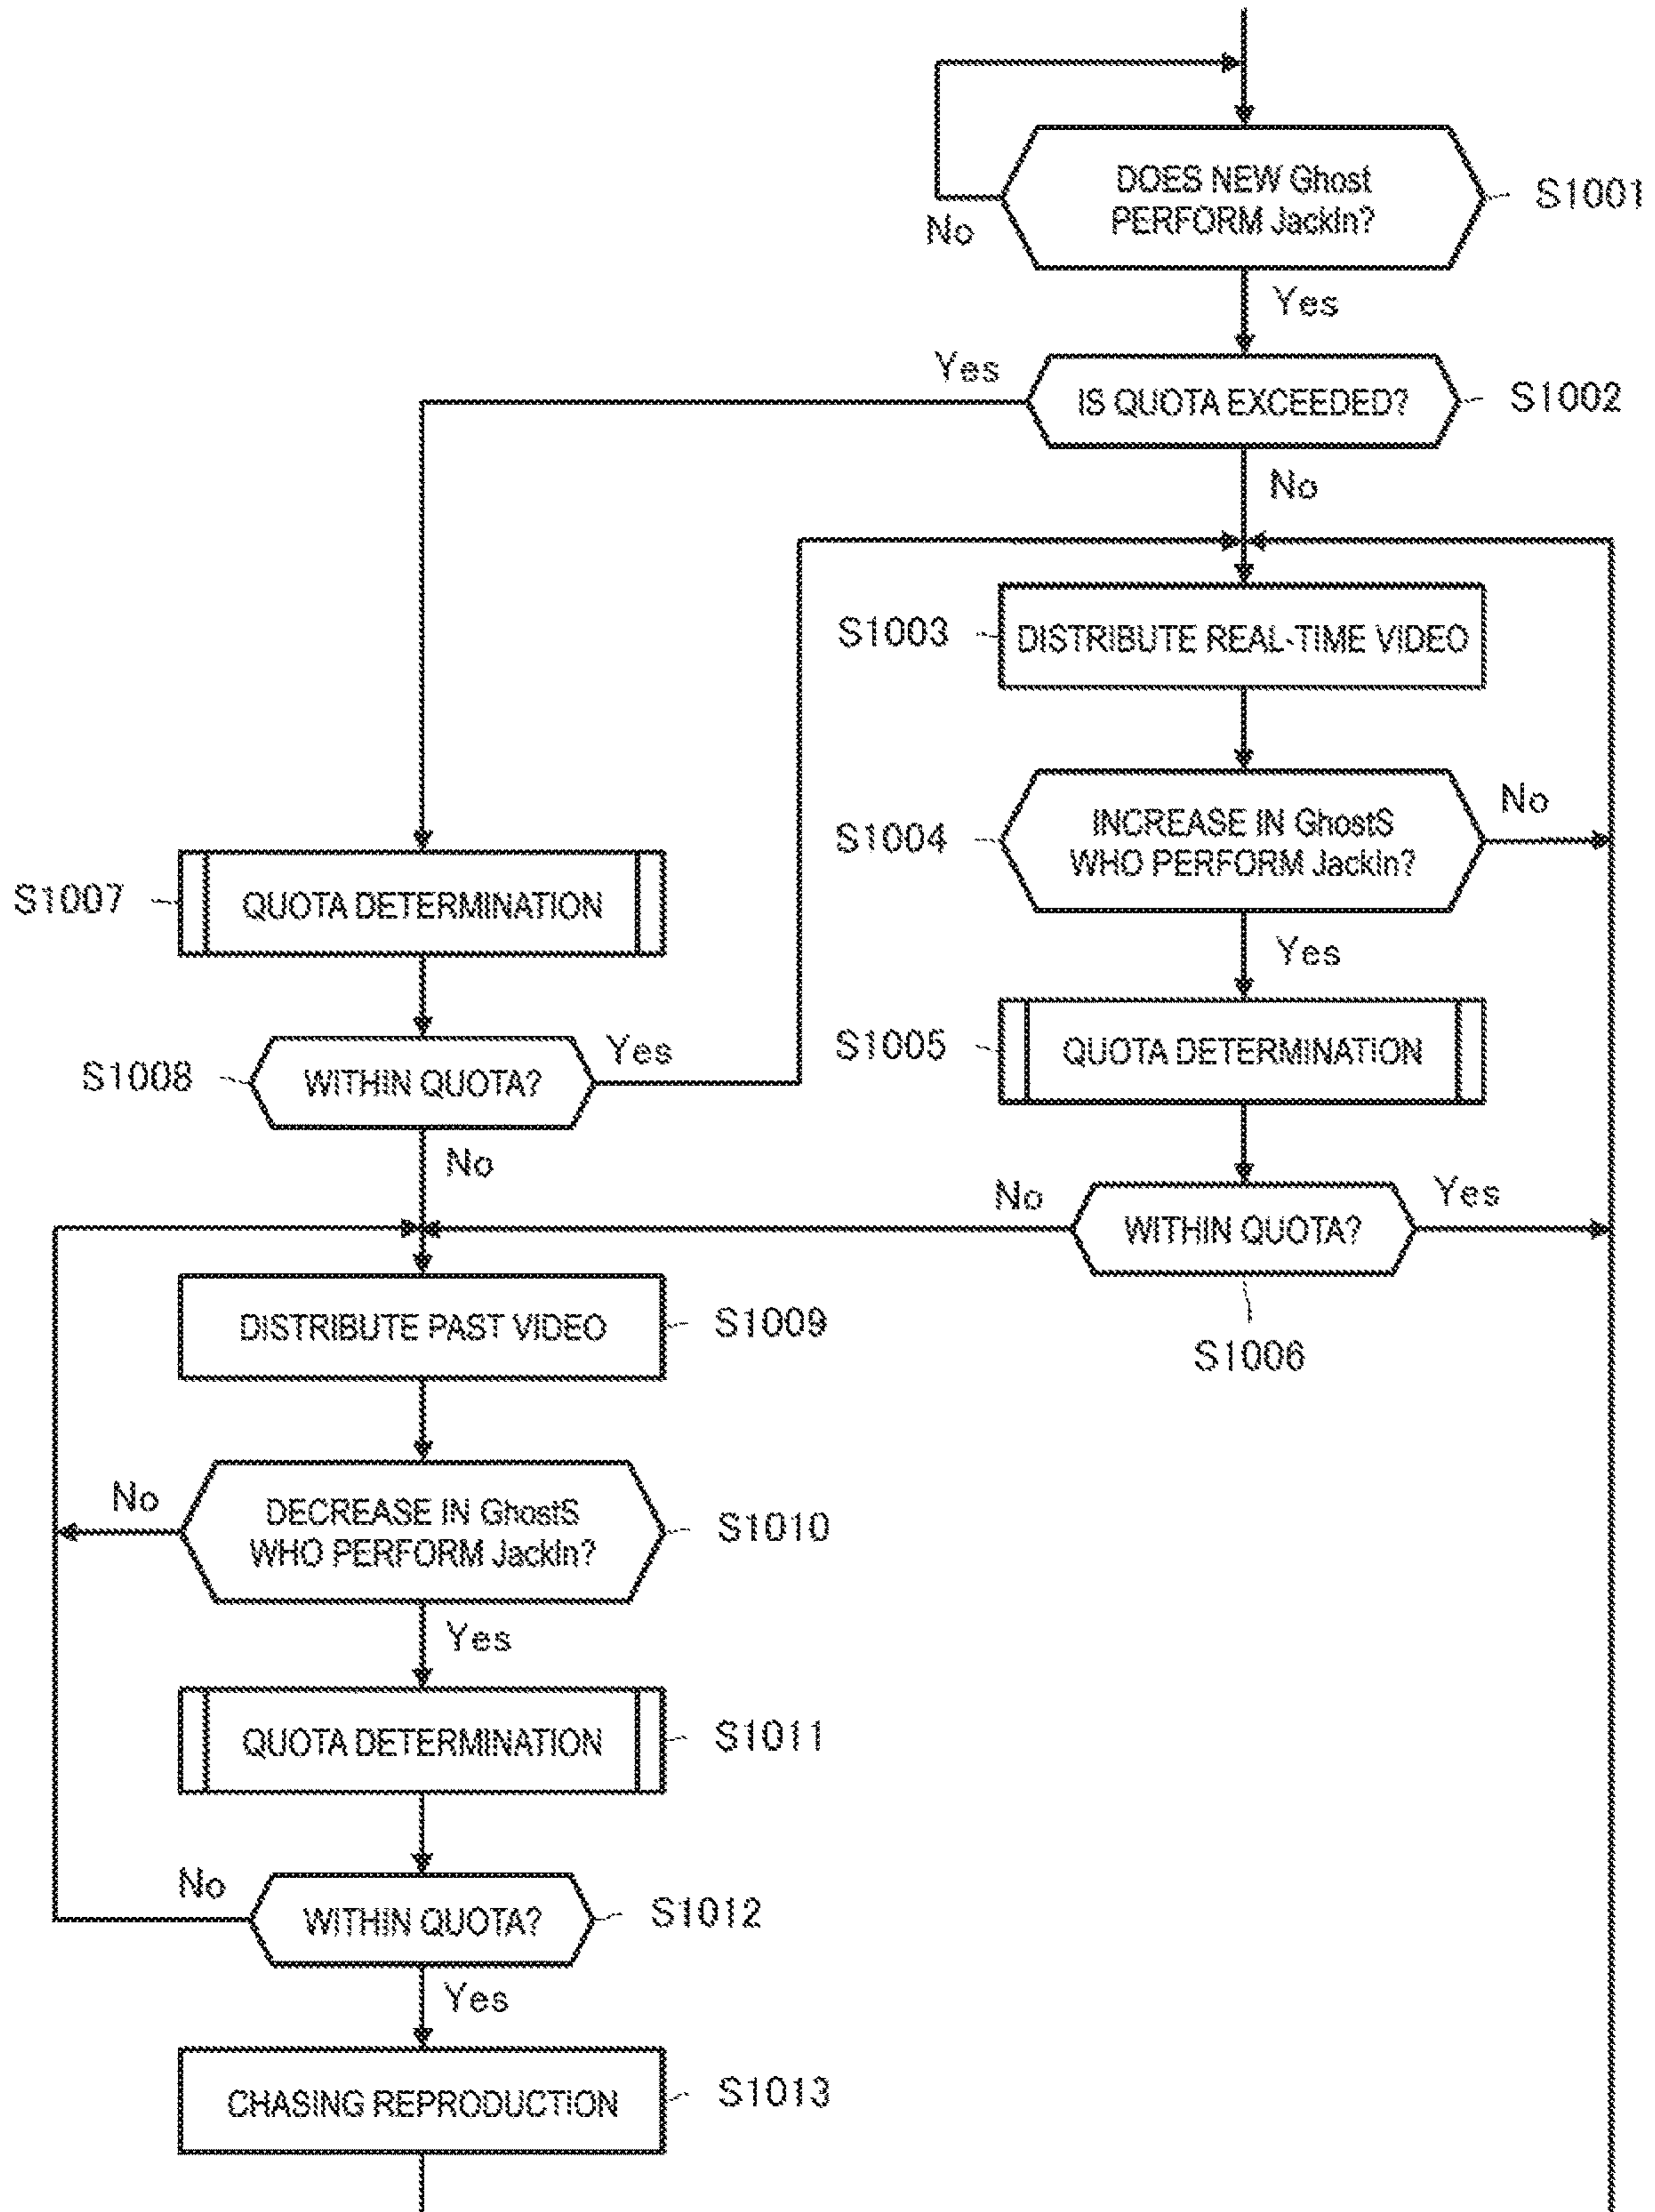 DOES NEW Ghost
PERFORM JackIn?
S1001
No
Yes
Yes
IS QUOTA EXCEEDED?
S1002
No
S1003
DISTRIBUTE REAL-TIME VIDEO
S1004
INCREASE IN GhostS
WHO PERFORM JackIn?
No
Yes
S1007
QUOTA DETERMINATION
S1005
QUOTA DETERMINATION
S1008
WITHIN QUOTA?
Yes
No
No
WITHIN QUOTA?
Yes
S1006
DISTRIBUTE PAST VIDEO
S1009
No
DECREASE IN GhostS
WHO PERFORM JackIn?
S1010
Yes
QUOTA DETERMINATION
S1011
No
WITHIN QUOTA?
S1012
Yes
CHASING REPRODUCTION
S1013